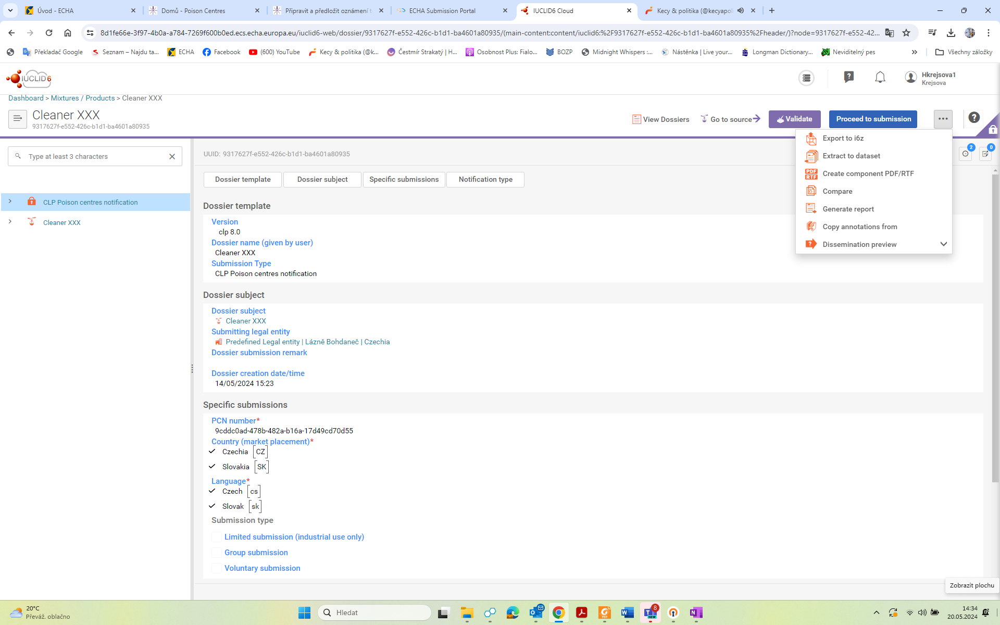 Úvod - ECHA
Domů - Poison Centres
Připravit a předložit oznámení t
ECHA Submission Portal
IUCLID6 Cloud
Kecy & politika (@kecyapol
8d1fe66e-3f97-4b0a-a784-7269f600b0ed.ecs.echa.europa.eu/iuclid6-web/dossier/9317627f-e552-426c-b1d1-ba4601a80935/(main-content:content/iuclid6:%2F9317627f-e552-426c-b1d1-ba4601a80935%2Fheader/)?node=9317627f-e552-42...
Překladač Google
Seznam – Najdu ta...
ECHA
Facebook
(600) YouTube
Kecy & politika (@k...
Čestmír Strakatý | H...
Osobnost Plus: Fialo...
BOZP
Midnight Whispers :...
Nástěnka | Live your...
Longman Dictionary...
Neviditelný pes
Všechny záložky
IUCLID 6
Hkrejsova1
Krejsova
Dashboard > Mixtures / Products > Cleaner XXX
Cleaner XXX
9317627f-e552-426c-b1d1-ba4601a80935
View Dossiers
Go to source
Validate
Proceed to submission
Export to i6z
Extract to dataset
PDF RTF
Create component PDF/RTF
Compare
Generate report
Copy annotations from
Dissemination preview
2
0
Type at least 3 characters
CLP Poison centres notification
Cleaner XXX
UUID: 9317627f-e552-426c-b1d1-ba4601a80935
Dossier template
Dossier subject
Specific submissions
Notification type
Dossier template
Version
clp 8.0
Dossier name (given by user)
Cleaner XXX
Submission Type
CLP Poison centres notification
Dossier subject
Dossier subject
Cleaner XXX
Submitting legal entity
Predefined Legal entity | Lázně Bohdaneč | Czechia
Dossier submission remark
Dossier creation date/time
14/05/2024 15:23
Specific submissions
PCN number*
9cddc0ad-478b-482a-b16a-17d49cd70d55
Country (market placement)*
Czechia [CZ]
Slovakia [SK]
Language*
Czech [cs]
Slovak [sk]
Submission type
Limited submission (industrial use only)
Group submission
Voluntary submission
Zobrazit plochu
20°C
Převáž. oblačno
Hledat
8
NEW
14:34
20.05.2024